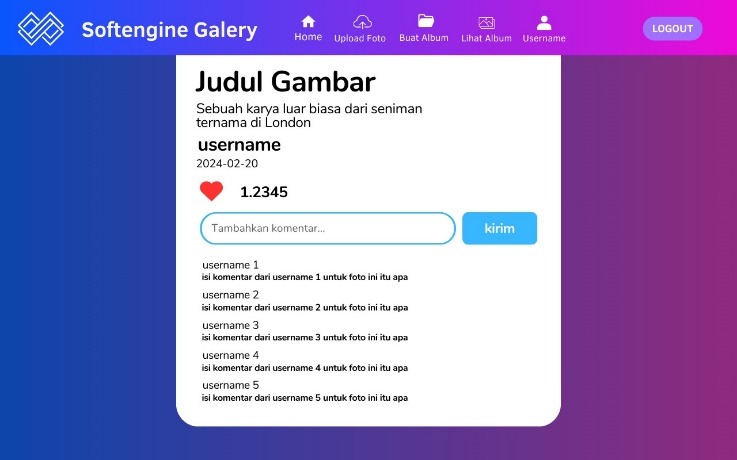 Softengine Galery
Home
Upload Foto
Buat Album
Lihat Album
Username
LOGOUT
Judul Gambar
Sebuah karya luar biasa dari seniman
ternama di London
username
2024-02-20
1.2345
Tambahkan komentar...
kirim
username 1
isi komentar dari username 1 untuk foto ini itu apa
username 2
isi komentar dari username 2 untuk foto ini itu apa
username 3
isi komentar dari username 3 untuk foto ini itu apa
username 4
isi komentar dari username 4 untuk foto ini itu apa
username 5
isi komentar dari username 5 untuk foto ini itu apa